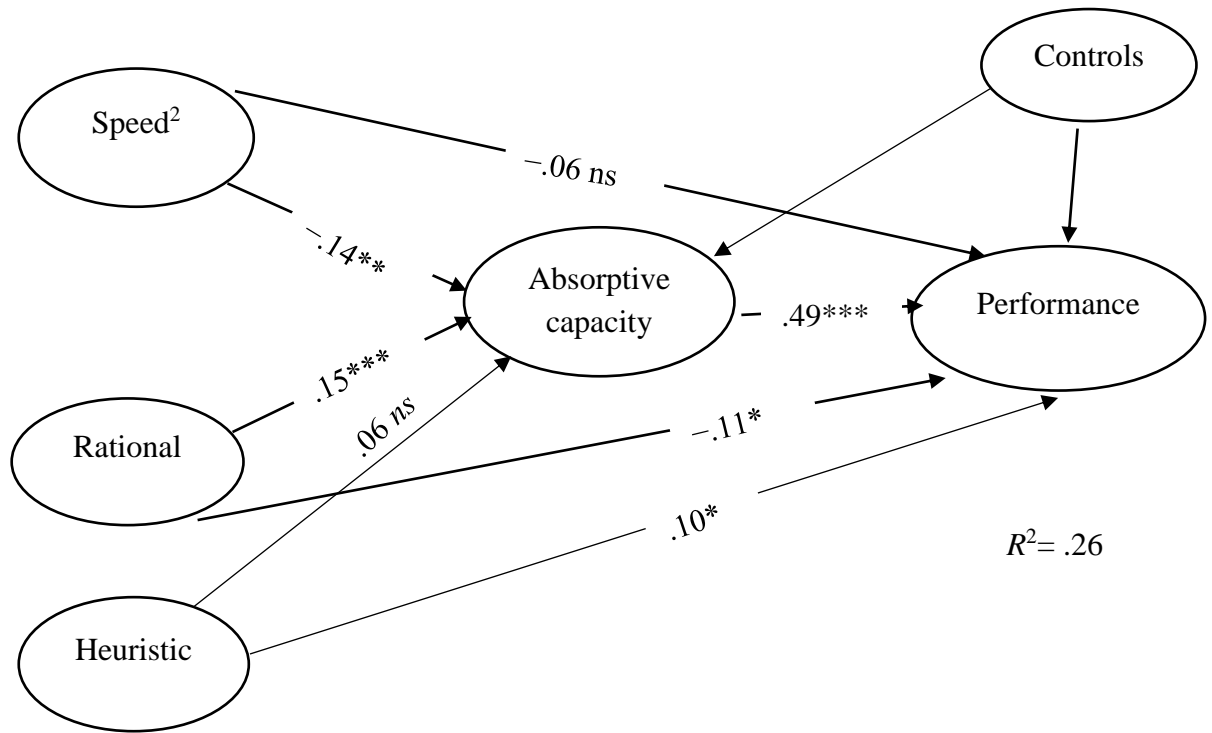 Controls
Speed²
−.06 ns
−.14**
Absorptive
capacity
.49***
Performance
.15***
.06 ns
Rational
−.11*
.10*
R²= .26
Heuristic